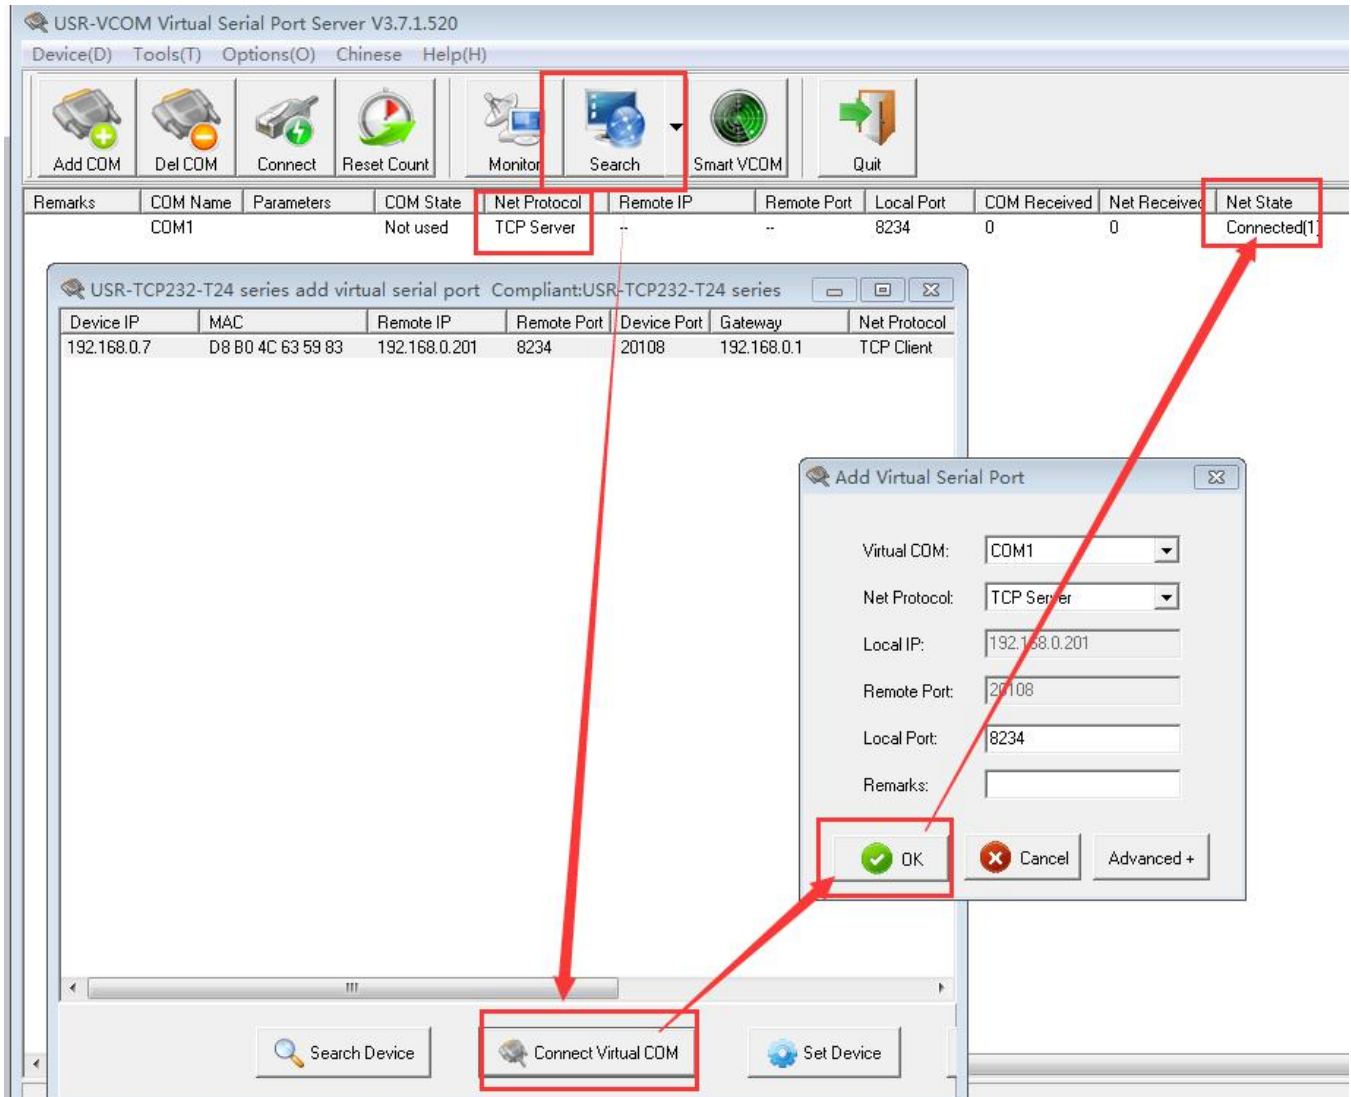 USR-VCOM Virtual Serial Port Server V3.7.1.520
Device(D) Tools(T) Options(O) Chinese Help(H)
Add COM Del COM Connect Reset Count Monitor Search Smart VCOM Quit
Remarks COM Name Parameters COM State Net Protocol Remote IP Remote Port Local Port COM Received Net Received Net State
COM1 Not used TCP Server -- -- 8234 0 0 Connected(1)
USR-TCP232-T24 series add virtual serial port Compliant:USR-TCP232-T24 series
Device IP MAC Remote IP Remote Port Device Port Gateway Net Protocol
192.168.0.7 D8 B0 4C 63 59 83 192.168.0.201 8234 20108 192.168.0.1 TCP Client
Add Virtual Serial Port
Virtual COM: COM1
Net Protocol: TCP Server
Local IP: 192.168.0.201
Remote Port: 20108
Local Port: 8234
Remarks:
OK Cancel Advanced +
Search Device Connect Virtual COM Set Device